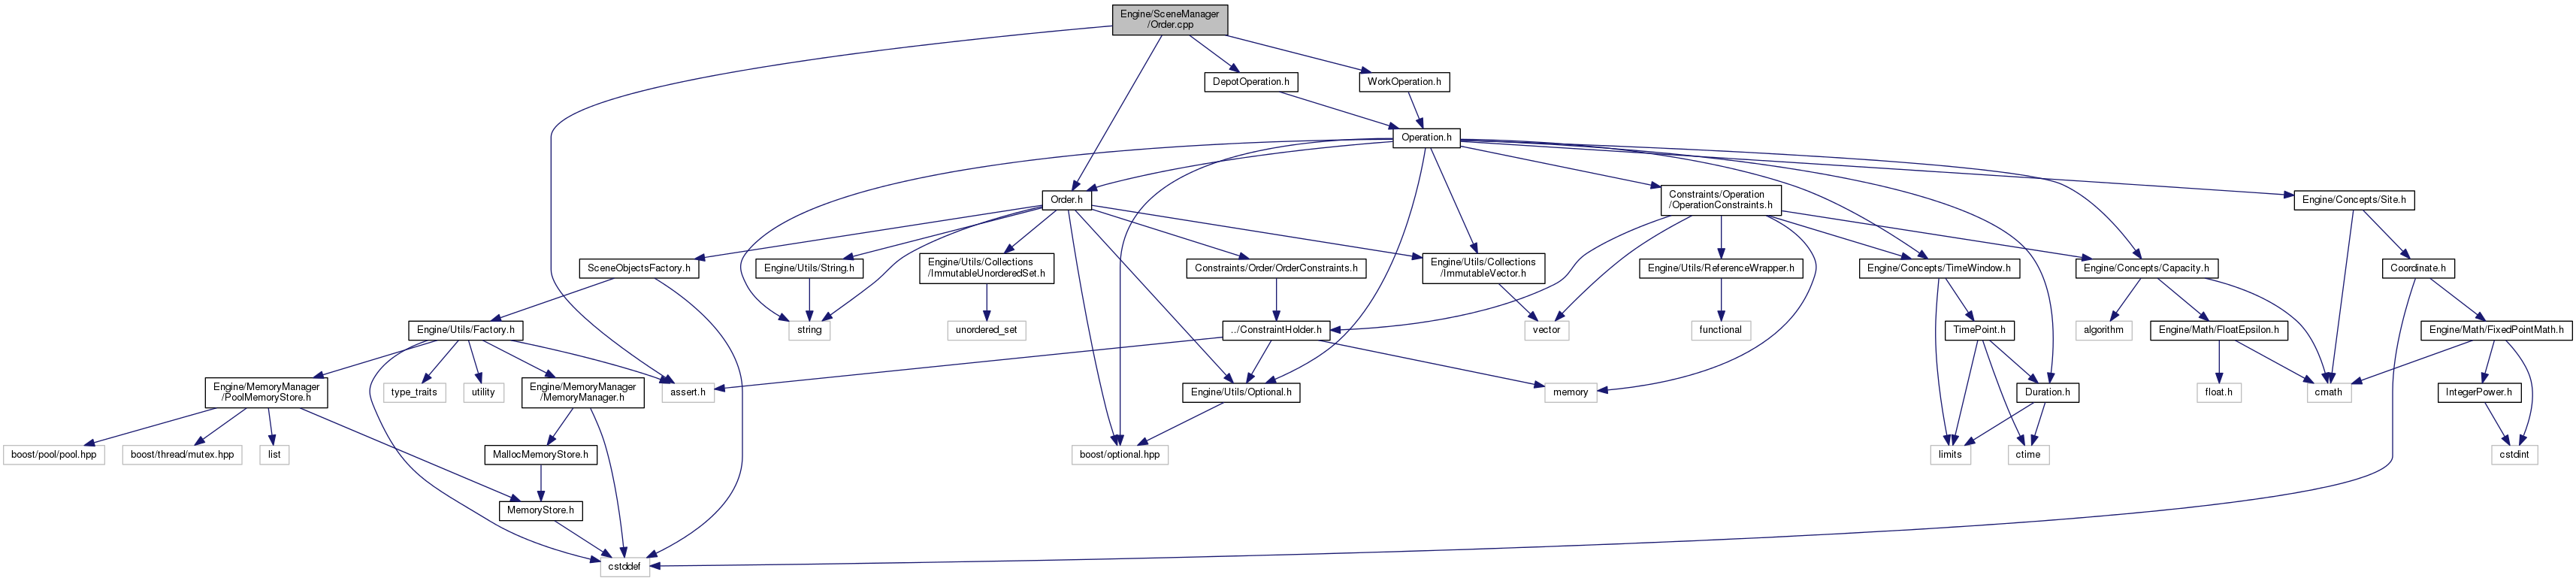 Engine/SceneManager
/Order.cpp
DepotOperation.h
WorkOperation.h
Operation.h
Order.h
Constraints/Operation
/OperationConstraints.h
Engine/Concepts/Site.h
SceneObjectsFactory.h
Engine/Utils/String.h
Engine/Utils/Collections
/ImmutableUnorderedSet.h
Constraints/Order/OrderConstraints.h
Engine/Utils/Collections
/ImmutableVector.h
Engine/Utils/ReferenceWrapper.h
Engine/Concepts/TimeWindow.h
Engine/Concepts/Capacity.h
Coordinate.h
Engine/Utils/Factory.h
string
unordered_set
../ConstraintHolder.h
vector
functional
TimePoint.h
algorithm
Engine/Math/FloatEpsilon.h
Engine/Math/FixedPointMath.h
Engine/MemoryManager
/PoolMemoryStore.h
type_traits
utility
Engine/MemoryManager
/MemoryManager.h
assert.h
Engine/Utils/Optional.h
memory
Duration.h
float.h
cmath
IntegerPower.h
boost/pool/pool.hpp
boost/thread/mutex.hpp
list
MallocMemoryStore.h
boost/optional.hpp
limits
ctime
cstdint
MemoryStore.h
cstddef